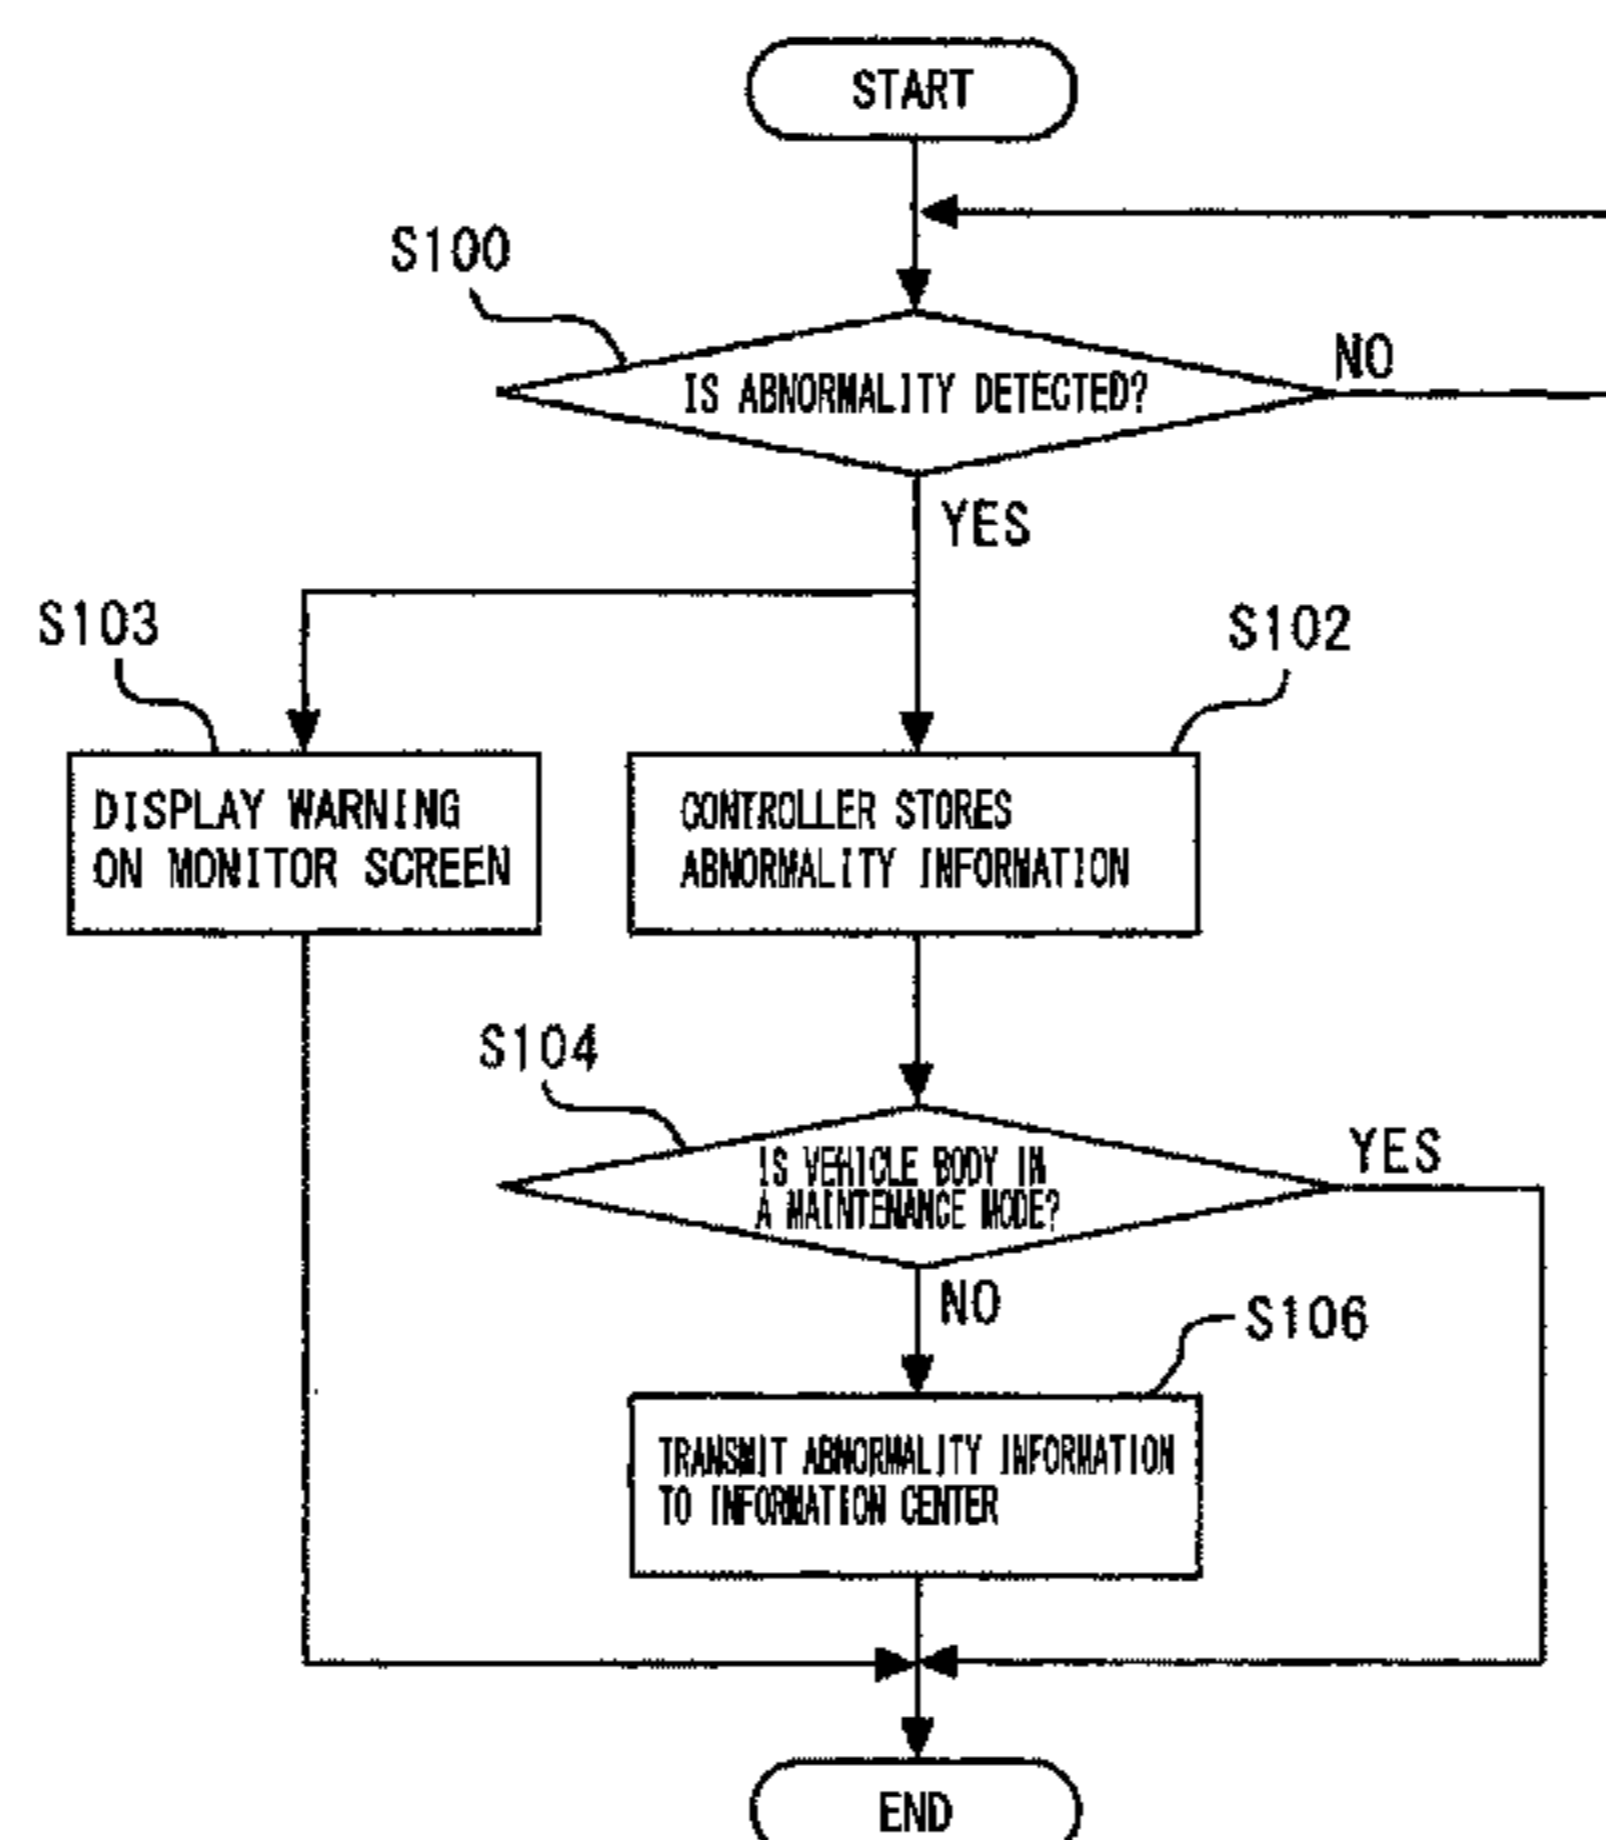 START
S100
IS ABNORMALITY DETECTED?
NO
YES
S103
S102
DISPLAY WARNING
ON MONITOR SCREEN
CONTROLLER STORES
ABNORMALITY INFORMATION
S104
IS VEHICLE BODY IN
A MAINTENANCE MODE?
YES
NO
S106
TRANSMIT ABNORMALITY INFORMATION
TO INFORMATION CENTER
END